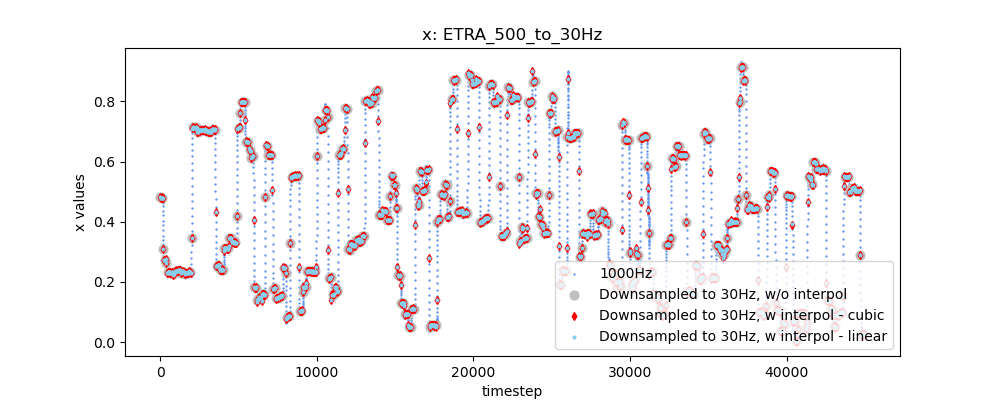 x: ETRA_500_to_30Hz
x values
0.8
0.6
0.4
0.2
0.0
1000Hz
Downsampled to 30Hz, w/o interpol
Downsampled to 30Hz, w interpol - cubic
Downsampled to 30Hz, w interpol - linear
0 10000 20000 30000 40000
timestep